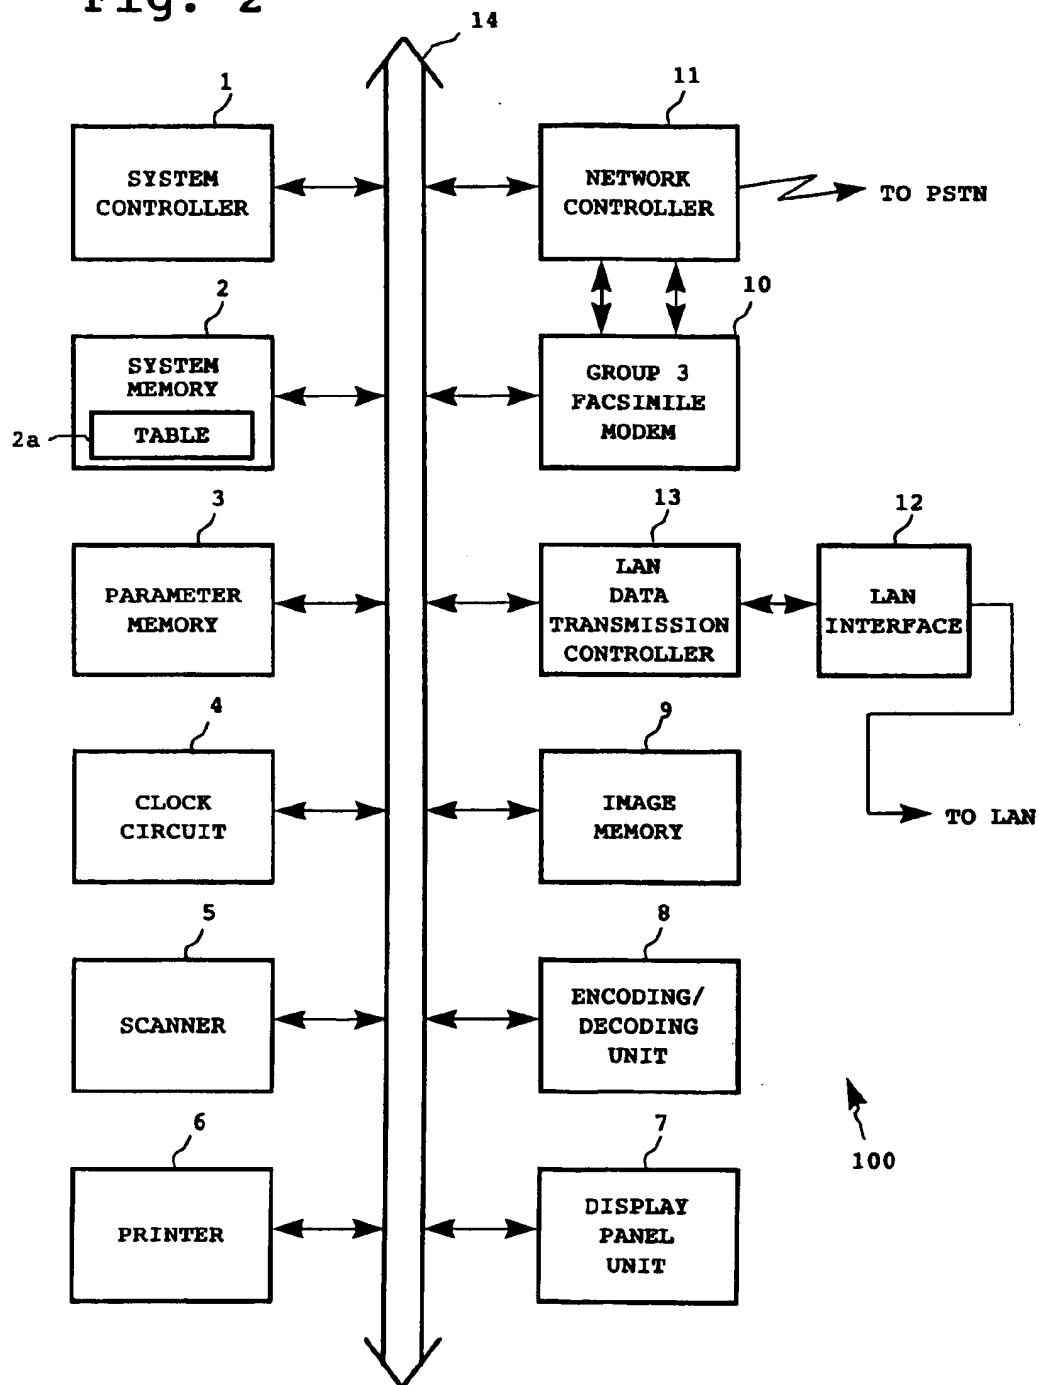 Fig. 2
14
1
11
SYSTEM
CONTROLLER
NETWORK
CONTROLLER
TO PSTN
2
10
SYSTEM
MEMORY
2a
TABLE
GROUP 3
FACSIMILE
MODEM
3
13
12
PARAMETER
MEMORY
LAN
DATA
TRANSMISSION
CONTROLLER
LAN
INTERFACE
4
9
CLOCK
CIRCUIT
IMAGE
MEMORY
TO LAN
5
8
SCANNER
ENCODING/
DECODING
UNIT
6
7
100
PRINTER
DISPLAY
PANEL
UNIT